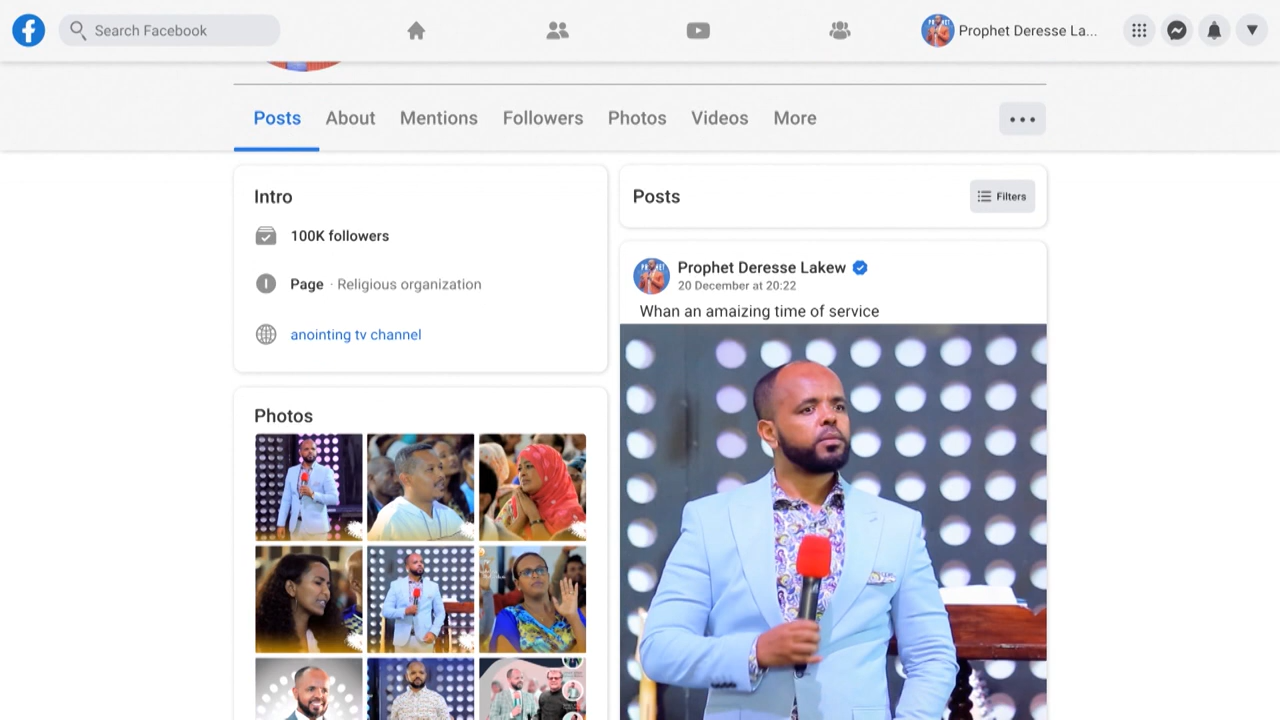 Search Facebook
Prophet Deresse La...
Posts
About
Mentions
Followers
Photos
Videos
More
Intro
100K followers
Page · Religious organization
anointing tv channel
Photos
Posts
Filters
Prophet Deresse Lakew
20 December at 20:22
Whan an amaizing time of service